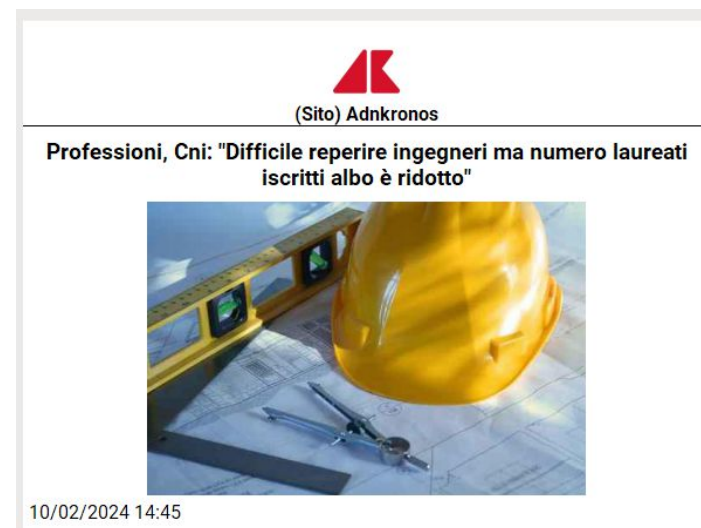 (Sito) Adnkronos
Professioni, Cni: "Difficile reperire ingegneri ma numero laureati
iscritti albo è ridotto"
10/02/2024 14:45